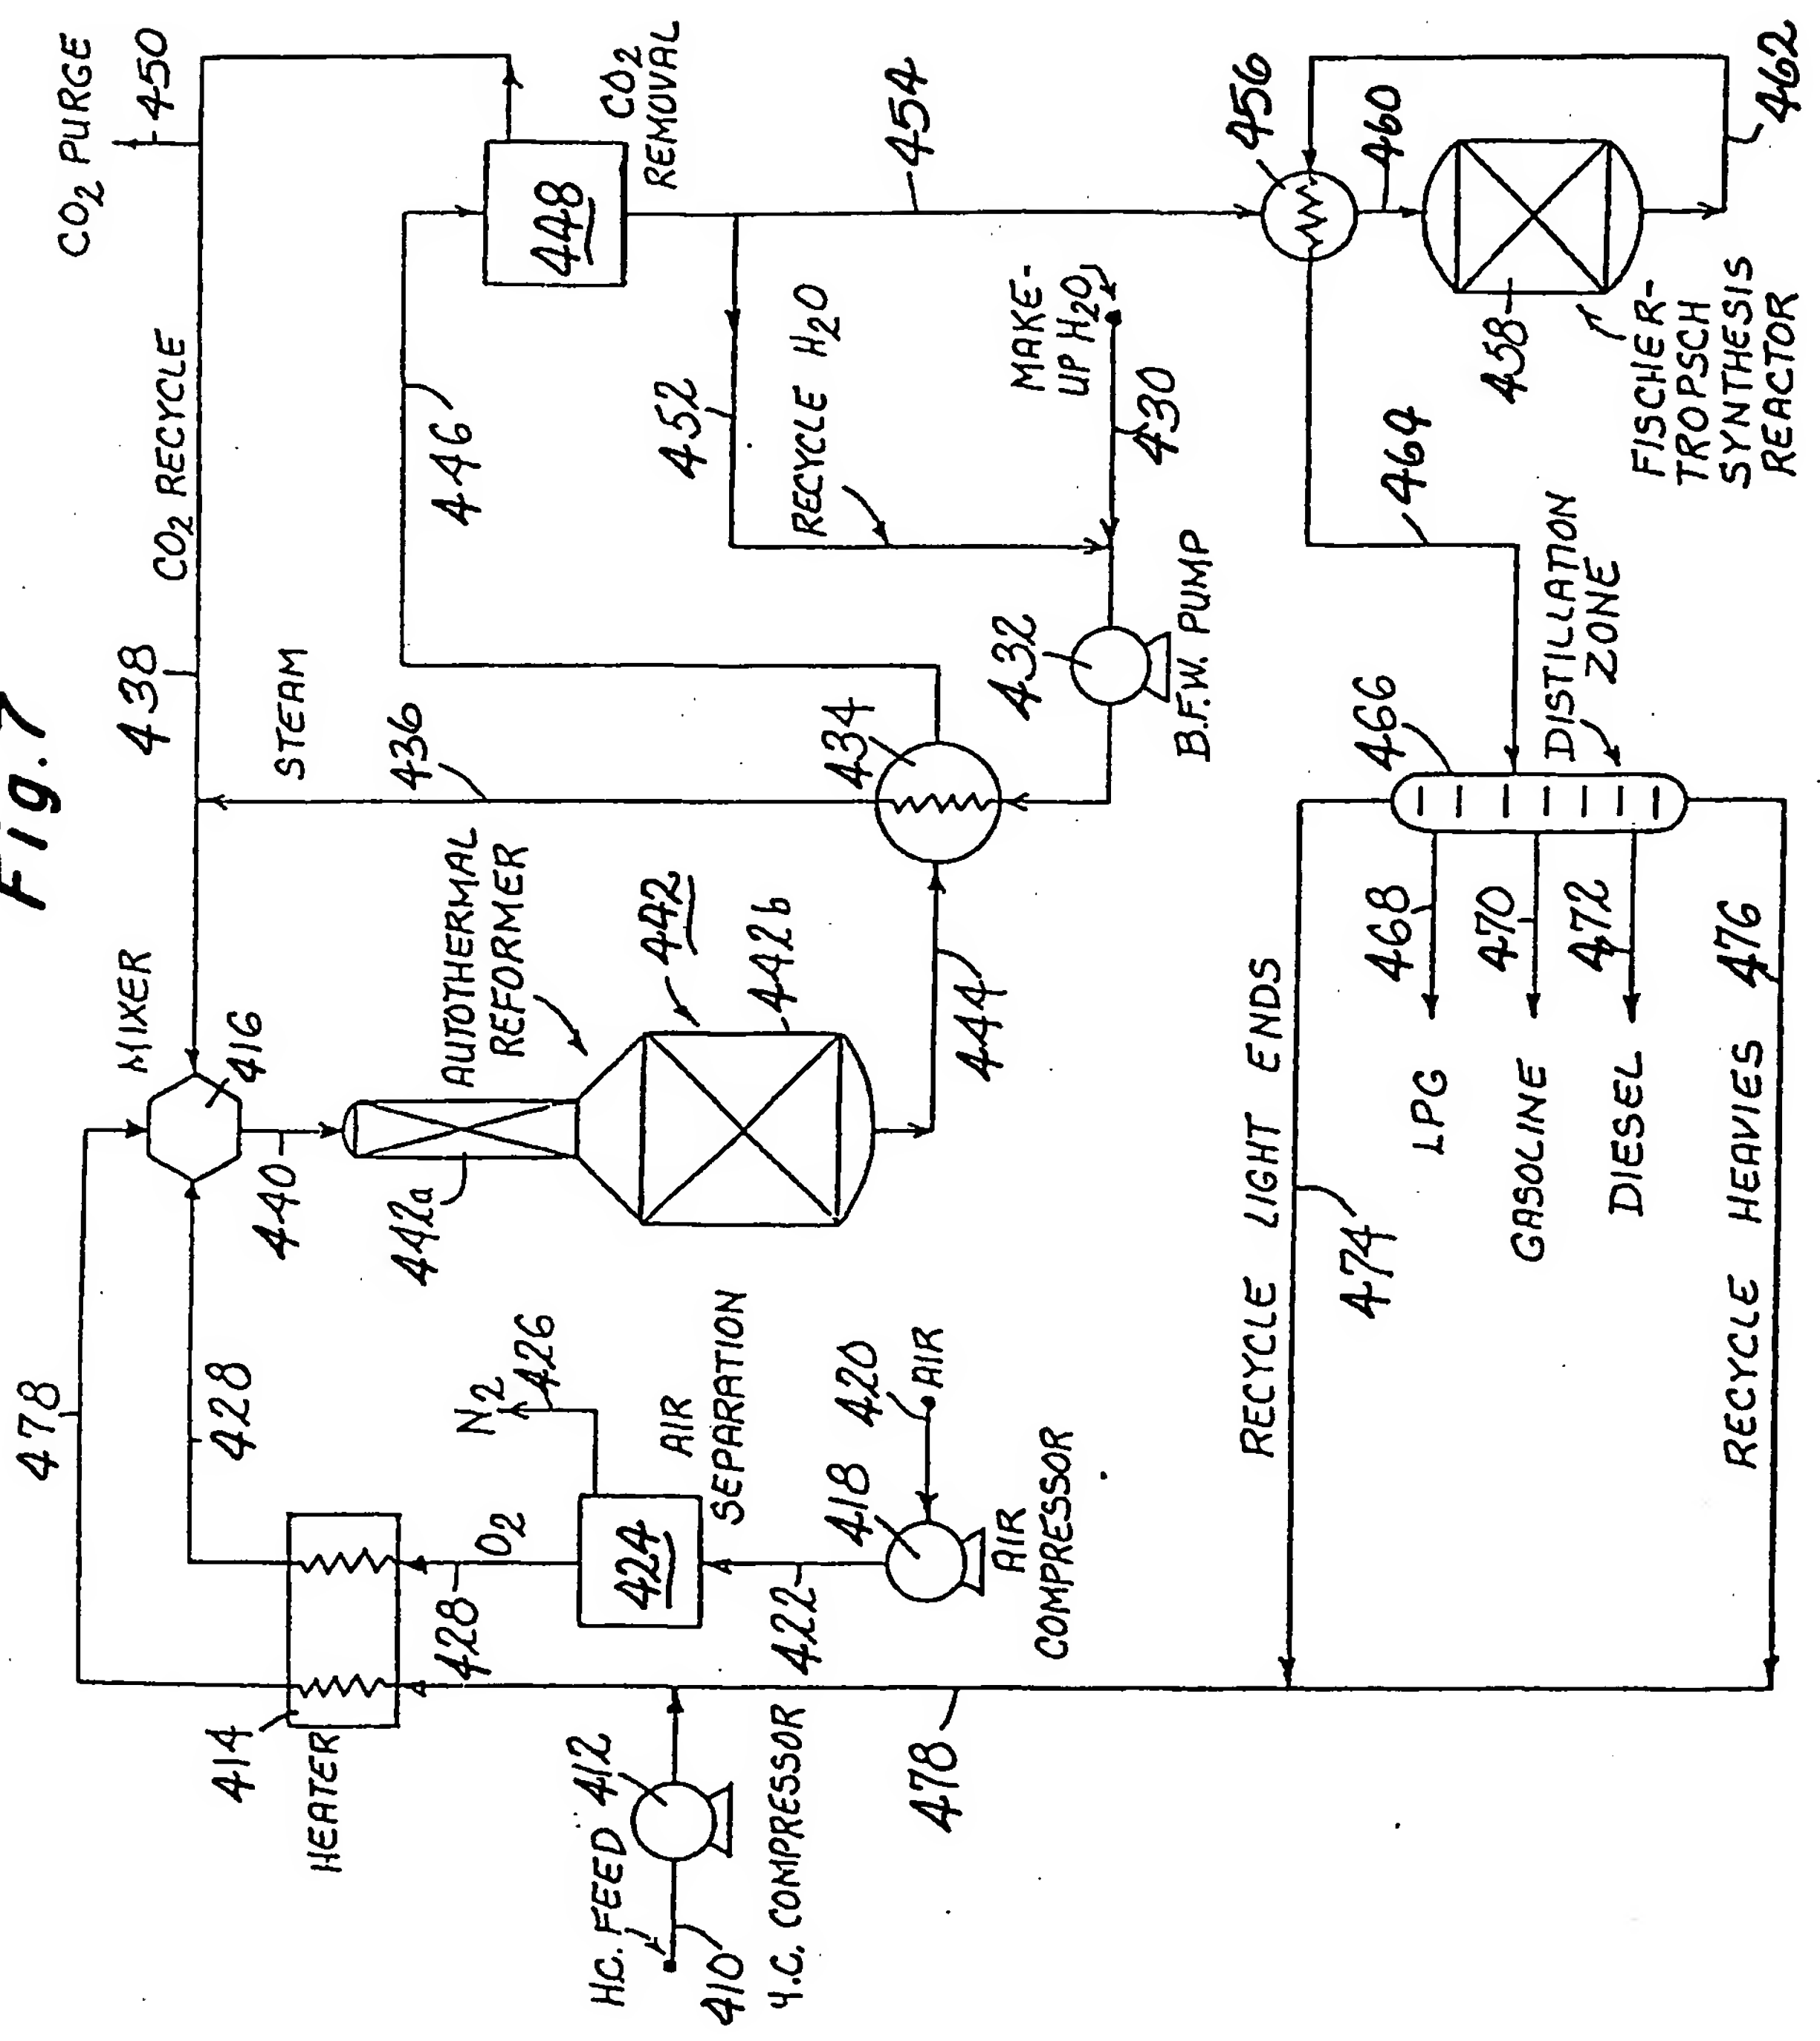 Fig.7
CO2 PURGE
450
CO2 RECYCLE
438
448
CO2
REMOVAL
446
454
452
RECYCLE H2O
MAKE-
UP H2O
430
STEAM
436
434
432
B.F.W. PUMP
456
460
462
458
FISCHER-
TROPSCH
SYNTHESIS
REACTOR
464
466
DISTILLATION
ZONE
MIXER
416
440
AUTOTHERMAL
REFORMER
442
442a
442b
444
478
428
N2
426
AIR
SEPARATION
424
O2
428
420
AIR
418
AIR
COMPRESSOR
422
414
HEATER
H.C. FEED
412
410
H.C. COMPRESSOR
478
RECYCLE LIGHT ENDS
474
468
LPG
470
GASOLINE
472
DIESEL
RECYCLE HEAVIES
476